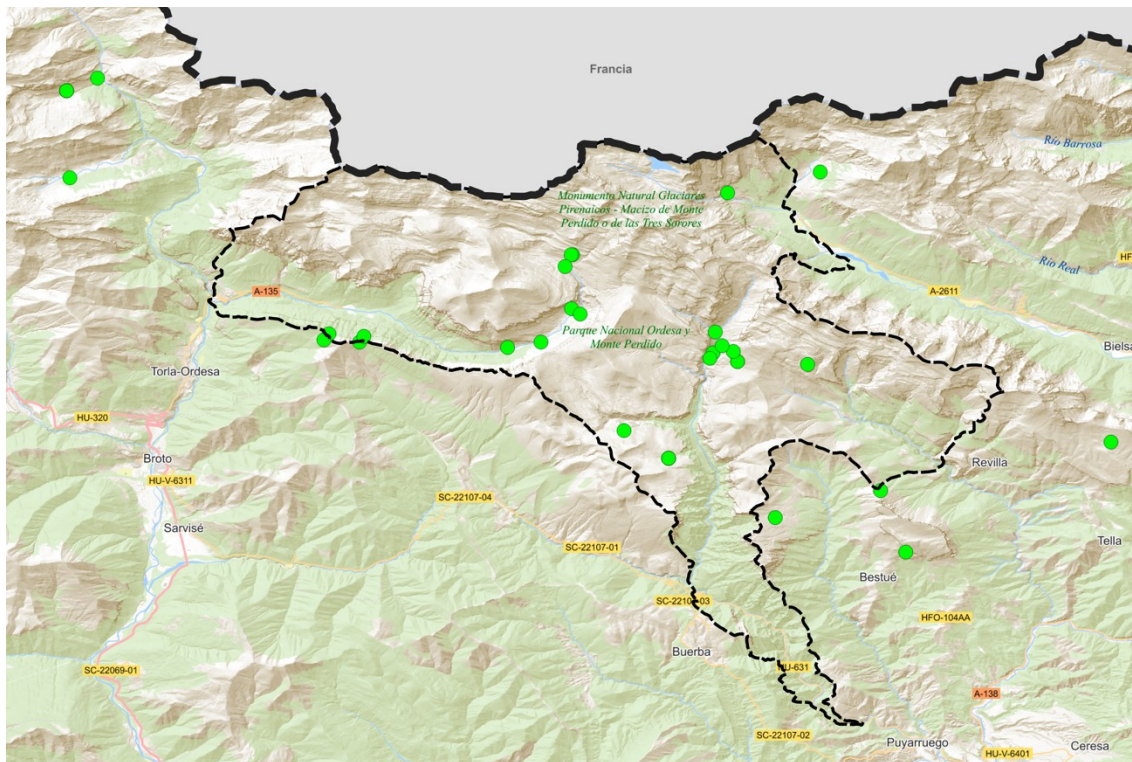 Francia
Río Barrosa
Monumento Natural Glaciares
Pirenaicos - Macizo de Monte
Perdido o de las Tres Sorores
HF
Río Real
A-135
A-2611
Parque Nacional Ordesa y
Monte Perdido
Bielsa
Torla-Ordesa
HU-320
Broto
Revilla
HU-V-6311
SC-22107-04
Sarvisé
Tella
SC-22107-01
Bestué
SC-2210 -03
HFO-104AA
Buerba
HU-631
SC-22069-01
A-138
SC-22107-02
Puyarruego
Ceresa
HU-V-6401